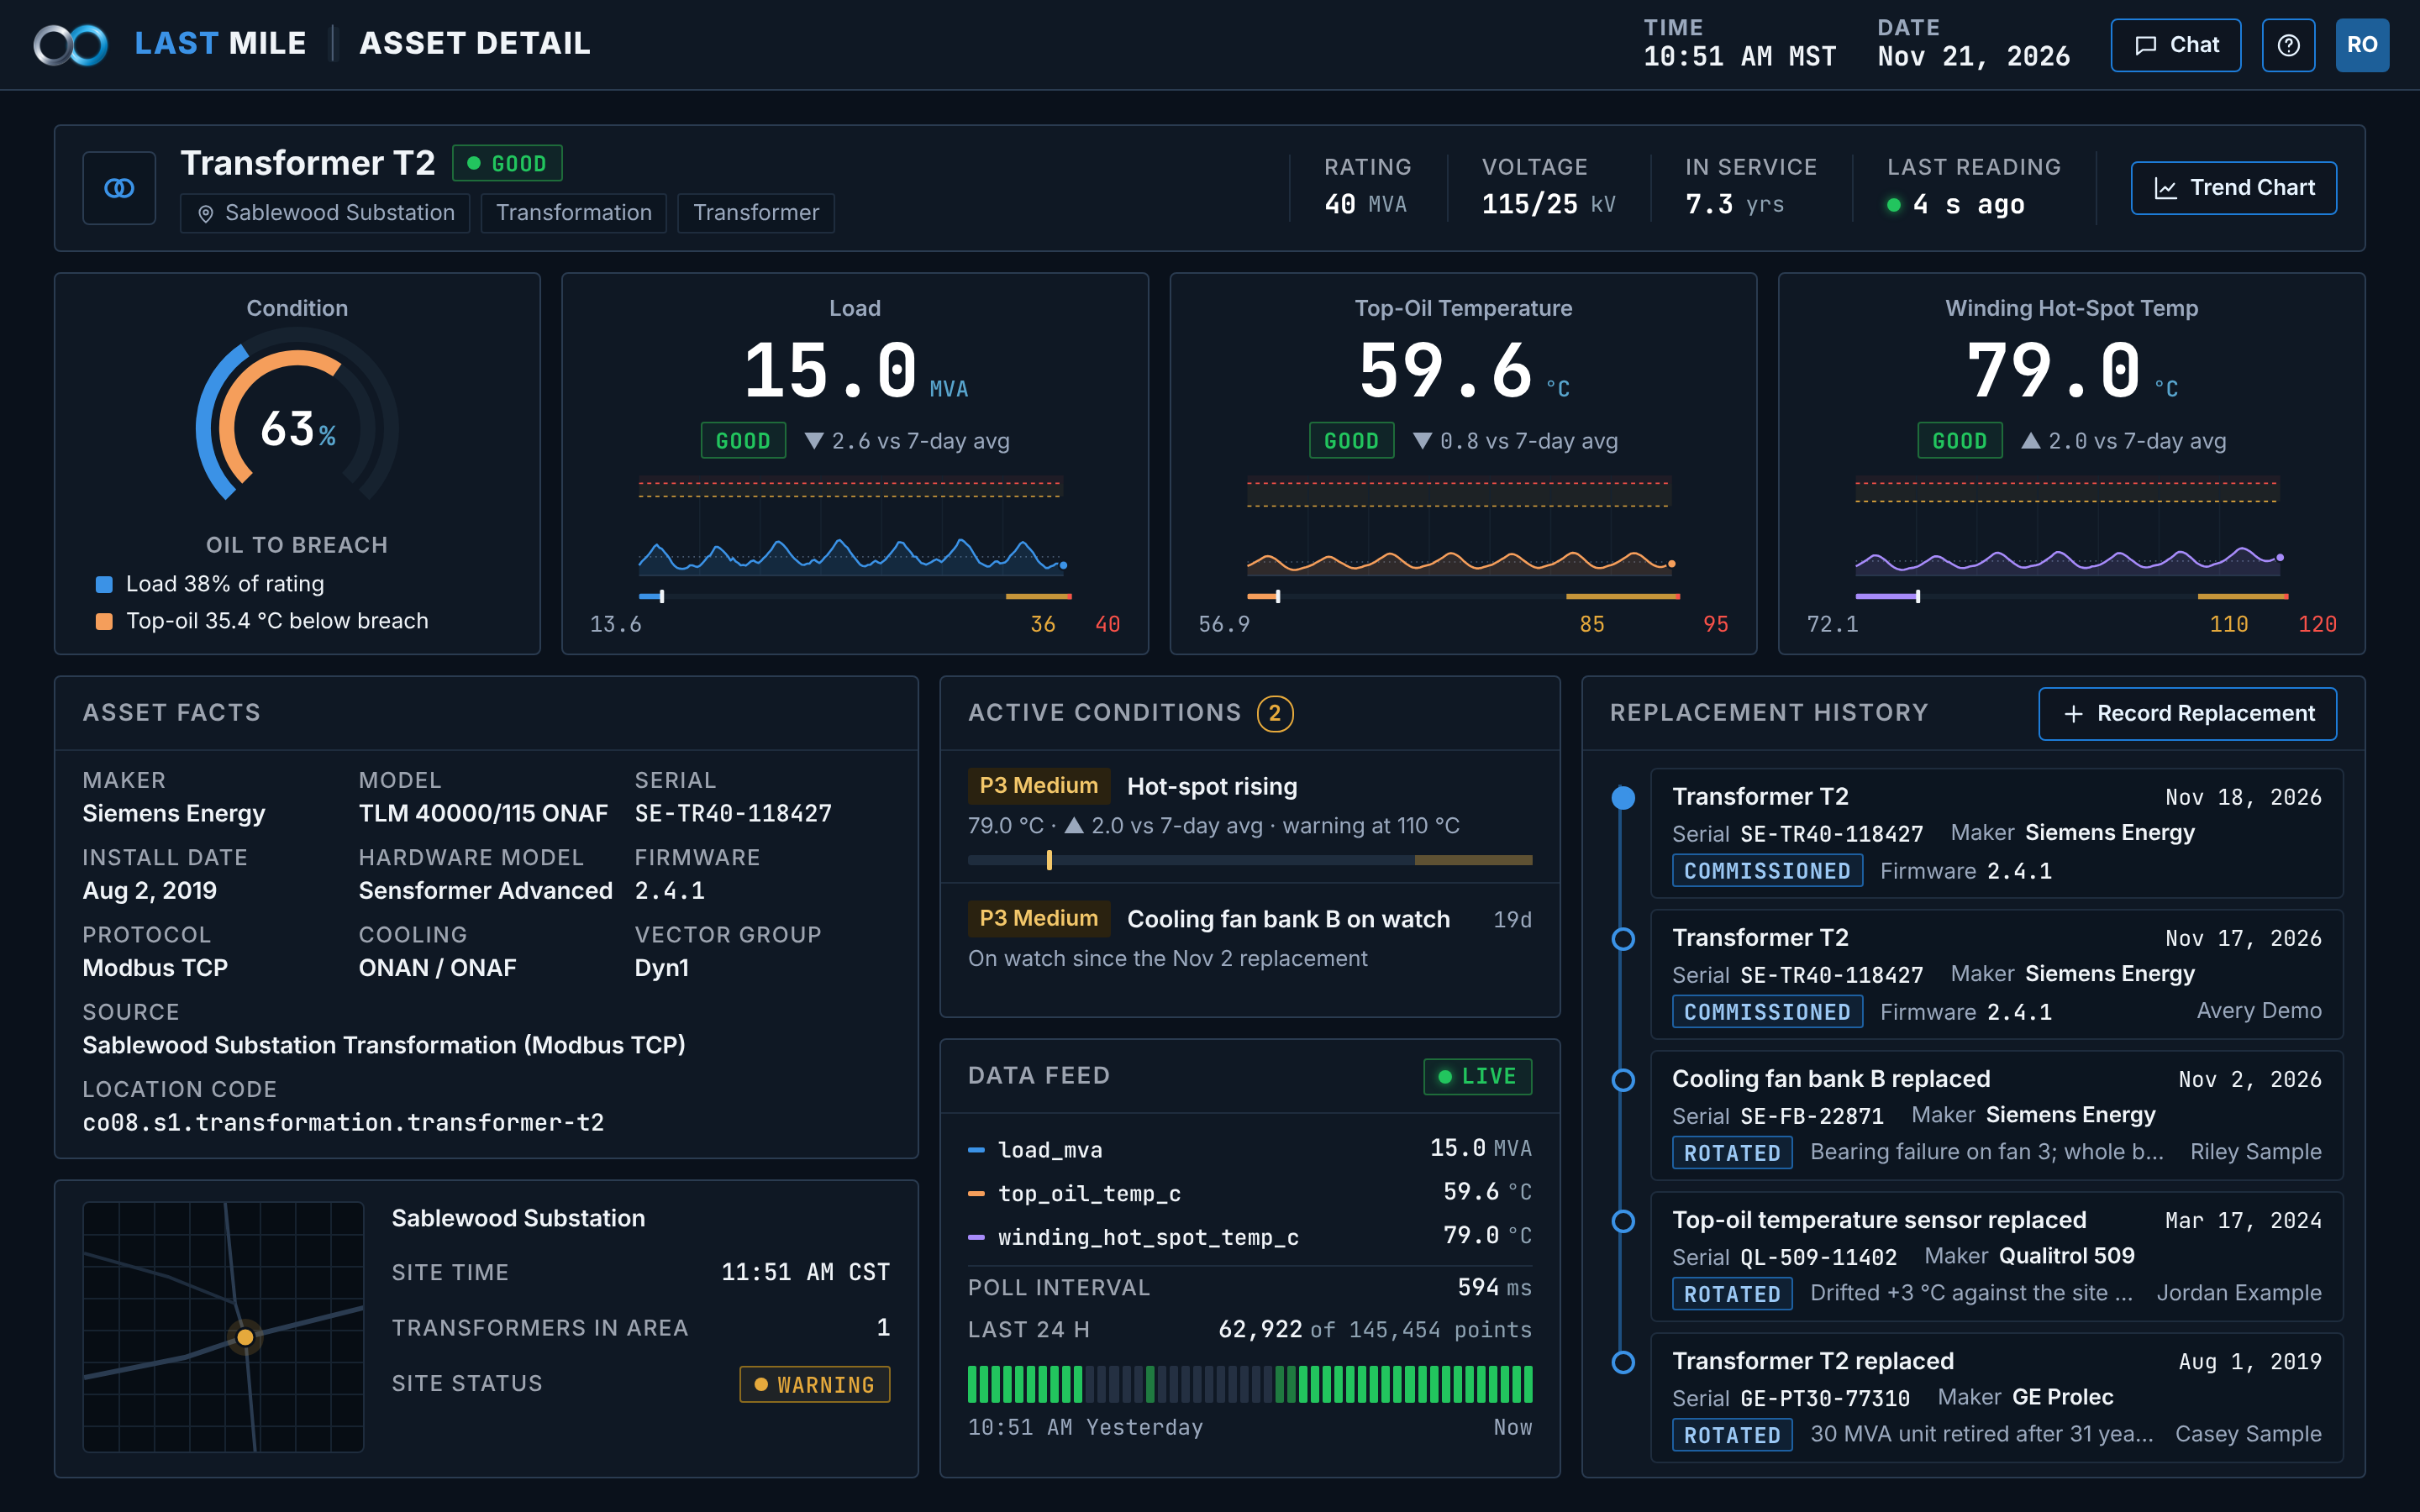 LAST MILE | ASSET DETAIL
TIME
10:51 AM MST
DATE
Nov 21, 2026
Chat
RO
Transformer T2
GOOD
Sablewood Substation
Transformation
Transformer
RATING
40 MVA
VOLTAGE
115/25 kV
IN SERVICE
7.3 yrs
LAST READING
4 s ago
Trend Chart
Condition
63%
OIL TO BREACH
Load 38% of rating
Top-oil 35.4 °C below breach
Load
15.0 MVA
GOOD ▼ 2.6 vs 7-day avg
13.6 36 40
Top-Oil Temperature
59.6 °C
GOOD ▼ 0.8 vs 7-day avg
56.9 85 95
Winding Hot-Spot Temp
79.0 °C
GOOD ▲ 2.0 vs 7-day avg
72.1 110 120
ASSET FACTS
MAKER
Siemens Energy
MODEL
TLM 40000/115 ONAF
SERIAL
SE-TR40-118427
INSTALL DATE
Aug 2, 2019
HARDWARE MODEL
Sensformer Advanced
FIRMWARE
2.4.1
PROTOCOL
Modbus TCP
COOLING
ONAN / ONAF
VECTOR GROUP
Dyn1
SOURCE
Sablewood Substation Transformation (Modbus TCP)
LOCATION CODE
co08.s1.transformation.transformer-t2
Sablewood Substation
SITE TIME 11:51 AM CST
TRANSFORMERS IN AREA 1
SITE STATUS WARNING
ACTIVE CONDITIONS 2
P3 Medium Hot-spot rising
79.0 °C · ▲ 2.0 vs 7-day avg · warning at 110 °C
P3 Medium Cooling fan bank B on watch 19d
On watch since the Nov 2 replacement
DATA FEED LIVE
load_mva 15.0 MVA
top_oil_temp_c 59.6 °C
winding_hot_spot_temp_c 79.0 °C
POLL INTERVAL 594 ms
LAST 24 H 62,922 of 145,454 points
10:51 AM Yesterday Now
REPLACEMENT HISTORY
+ Record Replacement
Transformer T2 Nov 18, 2026
Serial SE-TR40-118427 Maker Siemens Energy
COMMISSIONED Firmware 2.4.1
Transformer T2 Nov 17, 2026
Serial SE-TR40-118427 Maker Siemens Energy
COMMISSIONED Firmware 2.4.1 Avery Demo
Cooling fan bank B replaced Nov 2, 2026
Serial SE-FB-22871 Maker Siemens Energy
ROTATED Bearing failure on fan 3; whole b... Riley Sample
Top-oil temperature sensor replaced Mar 17, 2024
Serial QL-509-11402 Maker Qualitrol 509
ROTATED Drifted +3 °C against the site ... Jordan Example
Transformer T2 replaced Aug 1, 2019
Serial GE-PT30-77310 Maker GE Prolec
ROTATED 30 MVA unit retired after 31 yea... Casey Sample